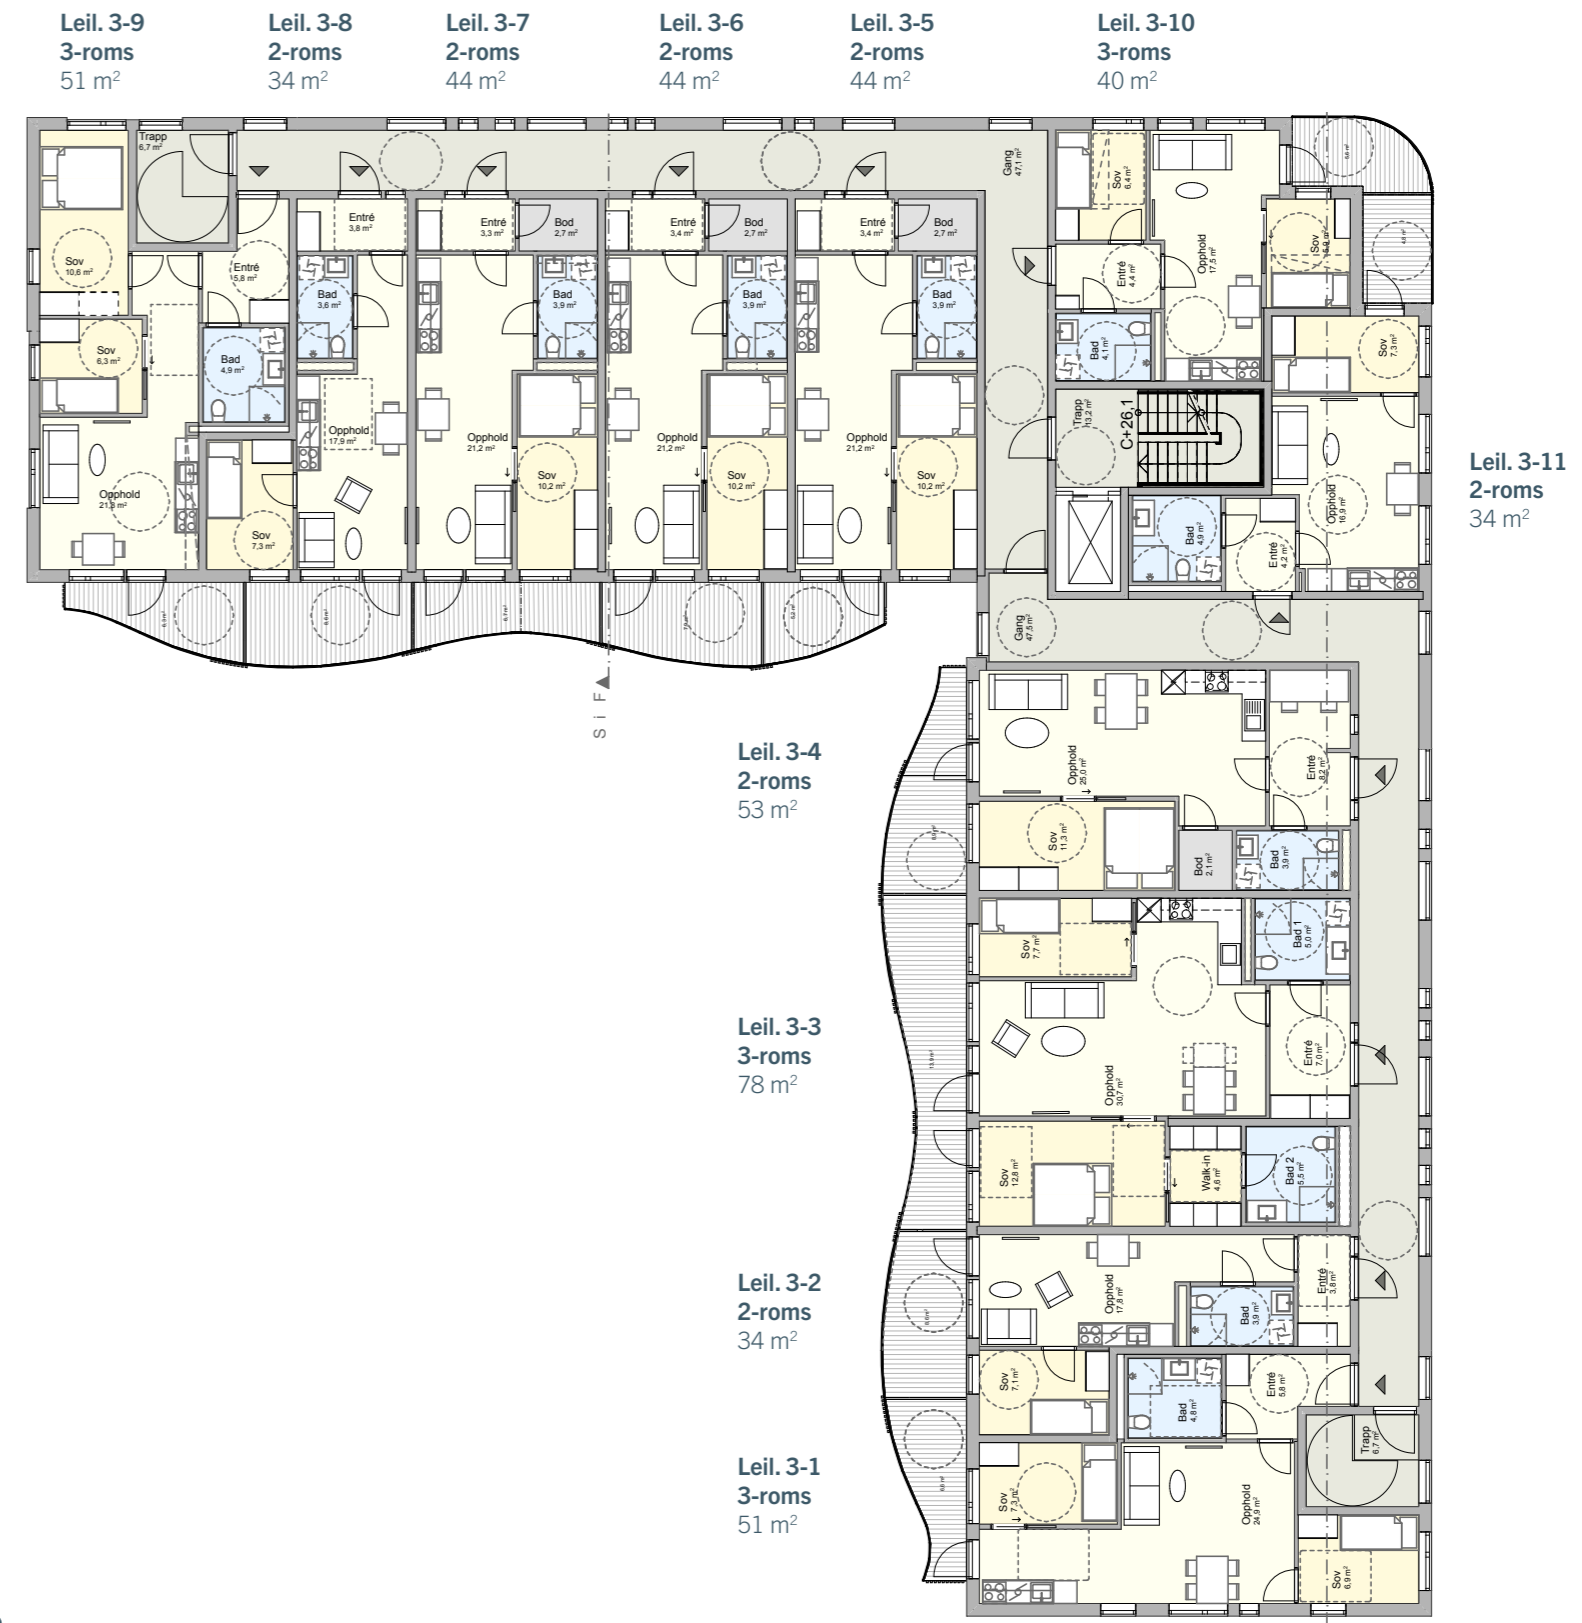 Leil. 3-9
3-roms
51 m²
Leil. 3-8
2-roms
34 m²
Leil. 3-7
2-roms
44 m²
Leil. 3-6
2-roms
44 m²
Leil. 3-5
2-roms
44 m²
Leil. 3-10
3-roms
40 m²
Trapp
6,7 m²
Sov
10,6 m²
Entré
5,8 m²
Sov
6,3 m²
Bad
4,9 m²
Opphold
Sov
7,3 m²
Entré
3,8 m²
Bad
3,6 m²
Opphold
17,9 m²
Entré
3,3 m²
Bod
2,7 m²
Bad
3,9 m²
Opphold
21,2 m²
Sov
10,2 m²
Entré
3,4 m²
Bod
2,7 m²
Bad
3,9 m²
Opphold
21,2 m²
Sov
10,2 m²
Entré
3,4 m²
Bod
2,7 m²
Bad
3,9 m²
Opphold
21,2 m²
Sov
10,2 m²
Gang
47,1 m²
Sov
6,4 m²
Opphold
17,5 m²
Entré
4,4 m²
Bad
4,1 m²
Sov
Sov
7,3 m²
Trapp
13,2 m²
C+26,1
Opphold
16,9 m²
Bad
4,9 m²
Entré
4,2 m²
Leil. 3-11
2-roms
34 m²
Gang
47,5 m²
S i F
Leil. 3-4
2-roms
53 m²
Opphold
25,0 m²
Entré
8,2 m²
Sov
11,3 m²
Bod
2,1 m²
Bad
3,9 m²
Leil. 3-3
3-roms
78 m²
Sov
7,7 m²
Bad 1
5,0 m²
Opphold
30,7 m²
Entré
7,0 m²
13,9 m²
Sov
12,8 m²
Walk-in
4,6 m²
Bad 2
5,5 m²
Leil. 3-2
2-roms
34 m²
Opphold
17,8 m²
Bad
3,9 m²
Entré
3,8 m²
Sov
7,1 m²
Bad
4,8 m²
Entré
5,8 m²
Trapp
6,7 m²
Leil. 3-1
3-roms
51 m²
Sov
7,3 m²
Opphold
24,9 m²
Sov
6,9 m²